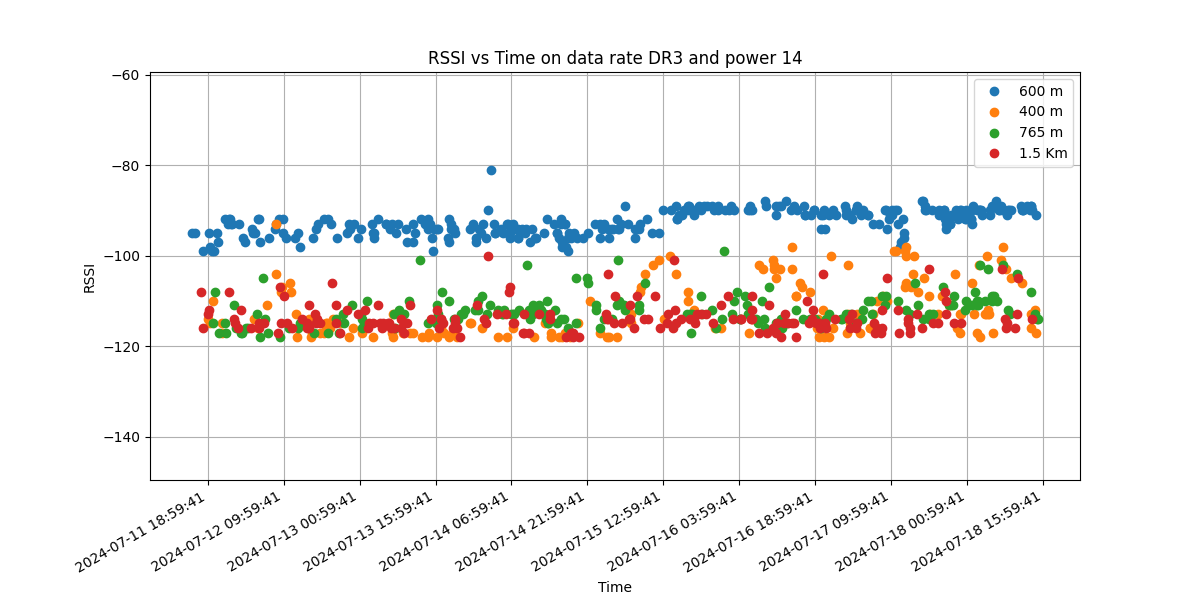 RSSI vs Time on data rate DR3 and power 14
−60
−80
−100
−120
−140
RSSI
600 m
400 m
765 m
1.5 Km
2024-07-11 18:59:41
2024-07-12 09:59:41
2024-07-13 00:59:41
2024-07-13 15:59:41
2024-07-14 06:59:41
2024-07-14 21:59:41
2024-07-15 12:59:41
2024-07-16 03:59:41
2024-07-16 18:59:41
2024-07-17 09:59:41
2024-07-18 00:59:41
2024-07-18 15:59:41
Time